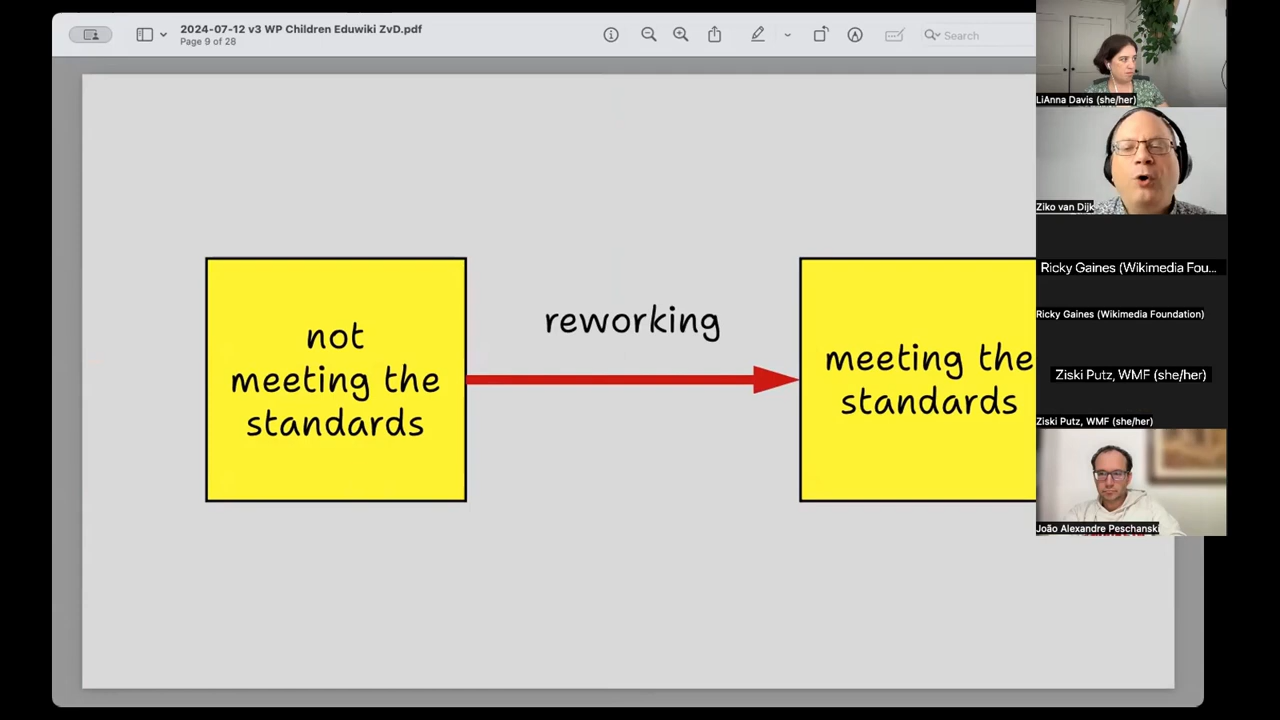 2024-07-12 v3 WP Children Eduwiki ZvD.pdf
Page 9 of 28
Search
not
meeting the
standards
reworking
meeting the
standards
LiAnna Davis (she/her)
Ziko van Dijk
Ricky Gaines (Wikimedia Fou...
Ricky Gaines (Wikimedia Foundation)
Ziski Putz, WMF (she/her)
Ziski Putz, WMF (she/her)
João Alexandre Peschanski